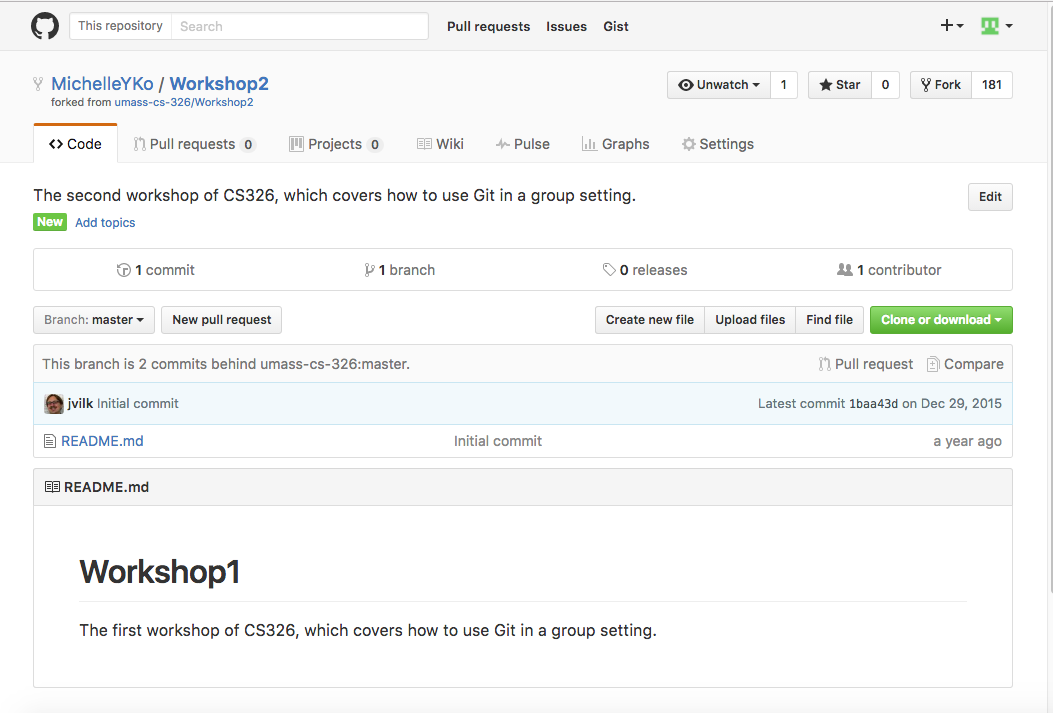 This repository Search Pull requests Issues Gist
MichelleYKo / Workshop2 Unwatch 1 Star 0 Fork 181
forked from umass-cs-326/Workshop2
Code Pull requests 0 Projects 0 Wiki Pulse Graphs Settings
The second workshop of CS326, which covers how to use Git in a group setting. Edit
New Add topics
1 commit 1 branch 0 releases 1 contributor
Branch: master New pull request Create new file Upload files Find file Clone or download
This branch is 2 commits behind umass-cs-326:master. Pull request Compare
jvilk Initial commit Latest commit 1baa43d on Dec 29, 2015
README.md Initial commit a year ago
README.md
Workshop1
The first workshop of CS326, which covers how to use Git in a group setting.